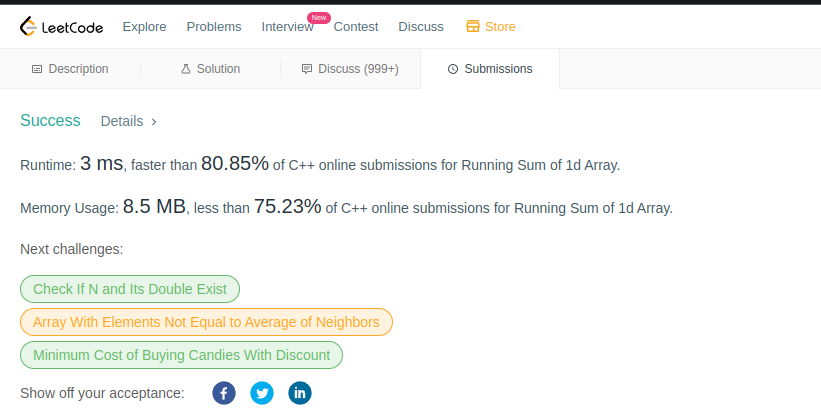 LeetCode Explore Problems Interview New Contest Discuss Store
Description Solution Discuss (999+) Submissions
Success Details >
Runtime: 3 ms, faster than 80.85% of C++ online submissions for Running Sum of 1d Array.
Memory Usage: 8.5 MB, less than 75.23% of C++ online submissions for Running Sum of 1d Array.
Next challenges:
Check If N and Its Double Exist
Array With Elements Not Equal to Average of Neighbors
Minimum Cost of Buying Candies With Discount
Show off your acceptance: